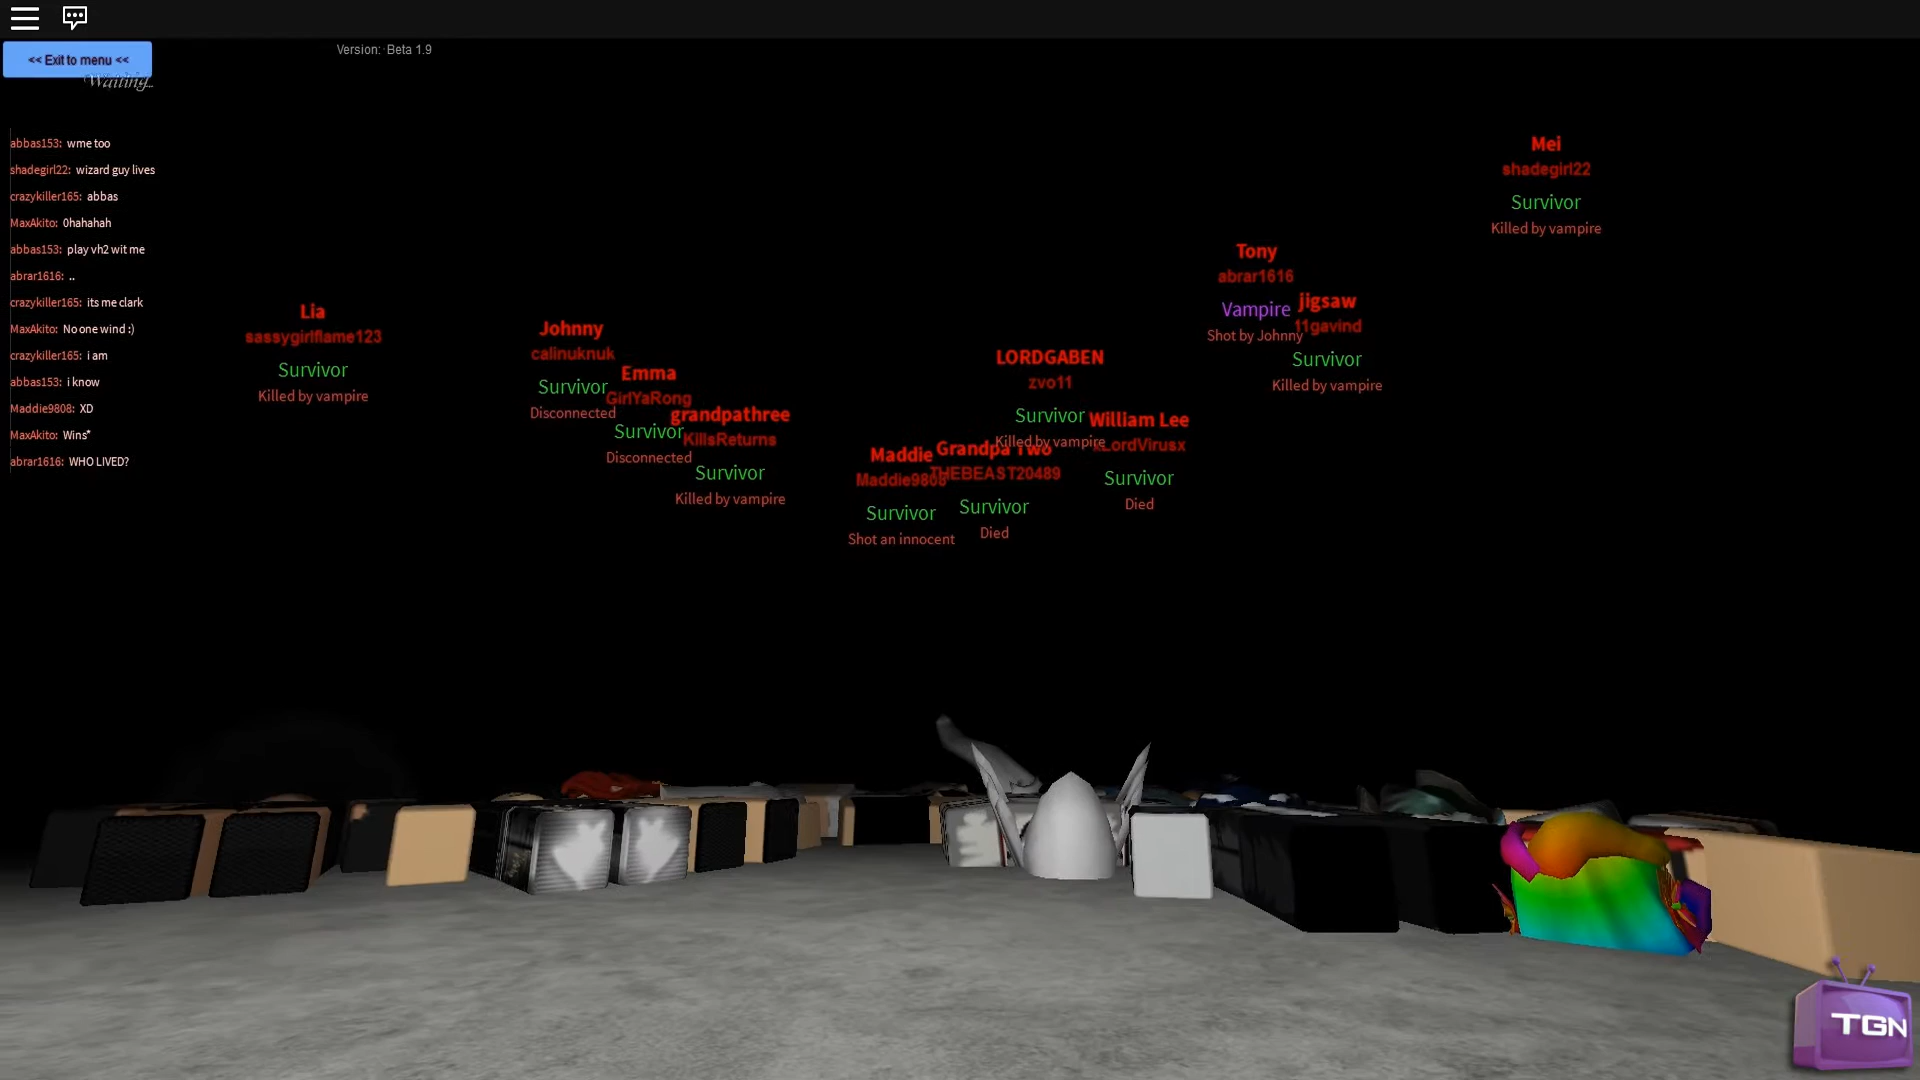 << Exit to menu <<
Version: Beta 1.9
Waiting..
abbas153: wme too
shadegirl22: wizard guy lives
crazykiller165: abbas
MaxAkito: 0hahahah
abbas153: play vh2 wit me
abrar1616: ..
crazykiller165: its me clark
MaxAkito: No one wind :)
crazykiller165: i am
abbas153: i know
Maddie9808: XD
MaxAkito: Wins*
abrar1616: WHO LIVED?
Lia
sassygirlflame123
Survivor
Killed by vampire
Johnny
calinuknuk
Survivor
Disconnected
Emma
GirlYaRong
Survivor
Disconnected
grandpathree
KillsReturns
Survivor
Killed by vampire
Maddie
Maddie9808
Survivor
Shot an innocent
Grandpa Two
THEBEAST20489
Survivor
Died
LORDGABEN
zvo11
Survivor
Killed by vampire
William Lee
LordVirusx
Survivor
Died
Tony
abrar1616
Vampire
Shot by Johnny
jigsaw
11gavind
Survivor
Killed by vampire
Mei
shadegirl22
Survivor
Killed by vampire
TGN